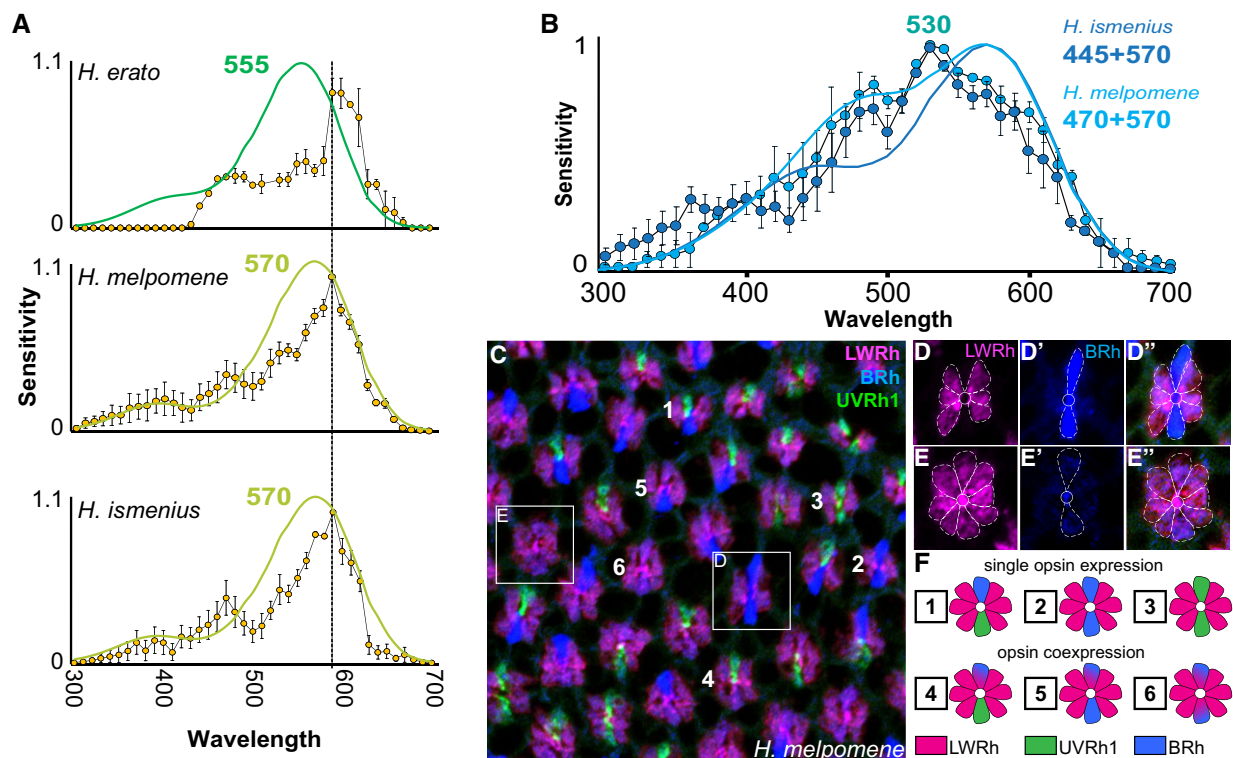 A
1.1
H. erato
555
0
1.1
H. melpomene
570
0
1.1
H. ismenius
570
0
Sensitivity
300
400
500
600
700
Wavelength
B
1
530
H. ismenius
445+570
H. melpomene
470+570
Sensitivity
0
300
400
500
600
700
Wavelength
C
LWRh
BRh
UVRh1
1
5
3
E
6
D
2
4
H. melpomene
D
LWRh
D'
BRh
D''
E
E'
E''
F
single opsin expression
1
2
3
opsin coexpression
4
5
6
LWRh
UVRh1
BRh